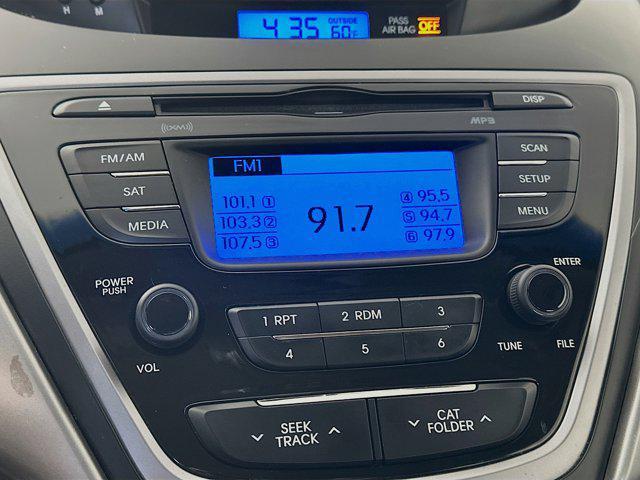 H M
4:35 OUTSIDE 60°F
PASS
AIR BAG OFF
DISP
((XM)) MP3
FM/AM
SAT
MEDIA
FM1
101.1 1
103.3 2
107.5 3
91.7
4 95.5
5 94.7
6 97.9
SCAN
SETUP
MENU
POWER
PUSH
VOL
1 RPT 2 RDM 3
4 5 6
ENTER
TUNE FILE
SEEK
TRACK
CAT
FOLDER